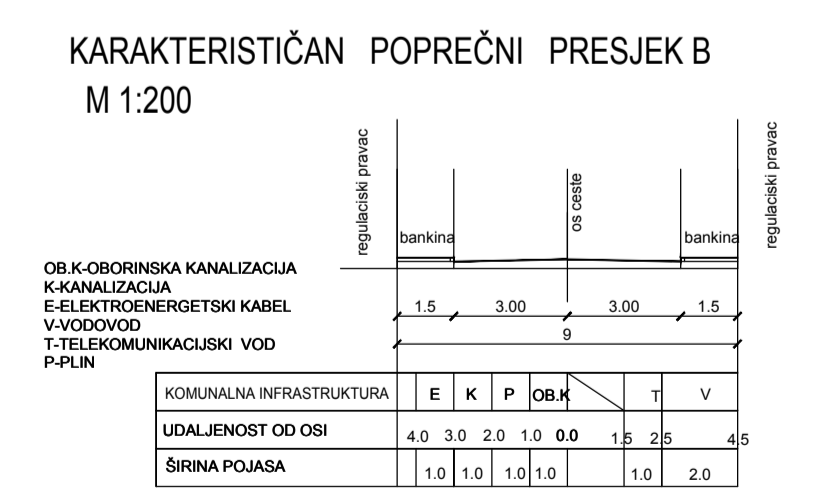 KARAKTERISTIČAN POPREČNI PRESJEK B
M 1:200
regulaciski pravac
os ceste
regulaciski pravac
bankina
bankina
OB.K-OBORINSKA KANALIZACIJA
K-KANALIZACIJA
E-ELEKTROENERGETSKI KABEL
V-VODOVOD
T-TELEKOMUNIKACIJSKI VOD
P-PLIN
1.5 3.00 3.00 1.5
9
KOMUNALNA INFRASTRUKTURA E K P OB.K T V
UDALJENOST OD OSI 4.0 3.0 2.0 1.0 0.0 1.5 2.5 4.5
ŠIRINA POJASA 1.0 1.0 1.0 1.0 1.0 2.0